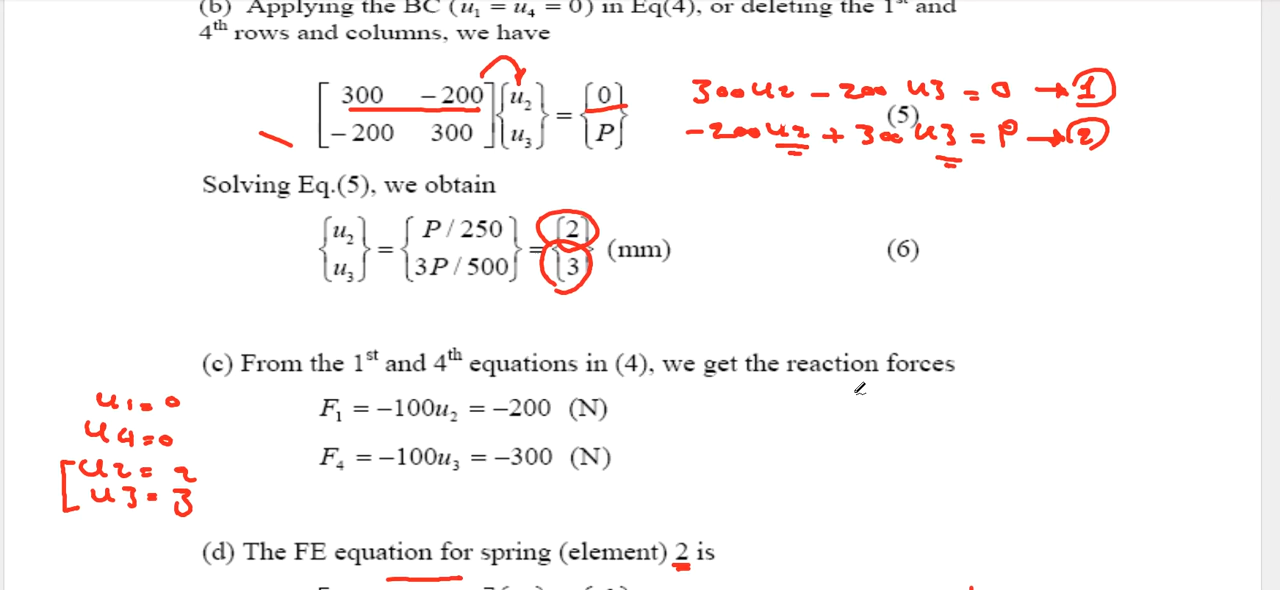 (b) Applying the BC (u₁ = u₄ = 0) in Eq(4), or deleting the 1ˢᵗ and
4ᵗʰ rows and columns, we have
[300 −200] {u₂} = {0} 300u2 − 200 u3 = 0 → 1
[−200 300] {u₃} {P} (5) −200u2 + 300 u3 = P → 2
Solving Eq.(5), we obtain
{u₂} = {P / 250} = {2} (mm) (6)
{u₃} {3P / 500} {3}
(c) From the 1ˢᵗ and 4ᵗʰ equations in (4), we get the reaction forces
u1=0
F₁ = −100u₂ = −200 (N)
u4=0
F₄ = −100u₃ = −300 (N)
u2= 2
u3= 3
(d) The FE equation for spring (element) 2 is